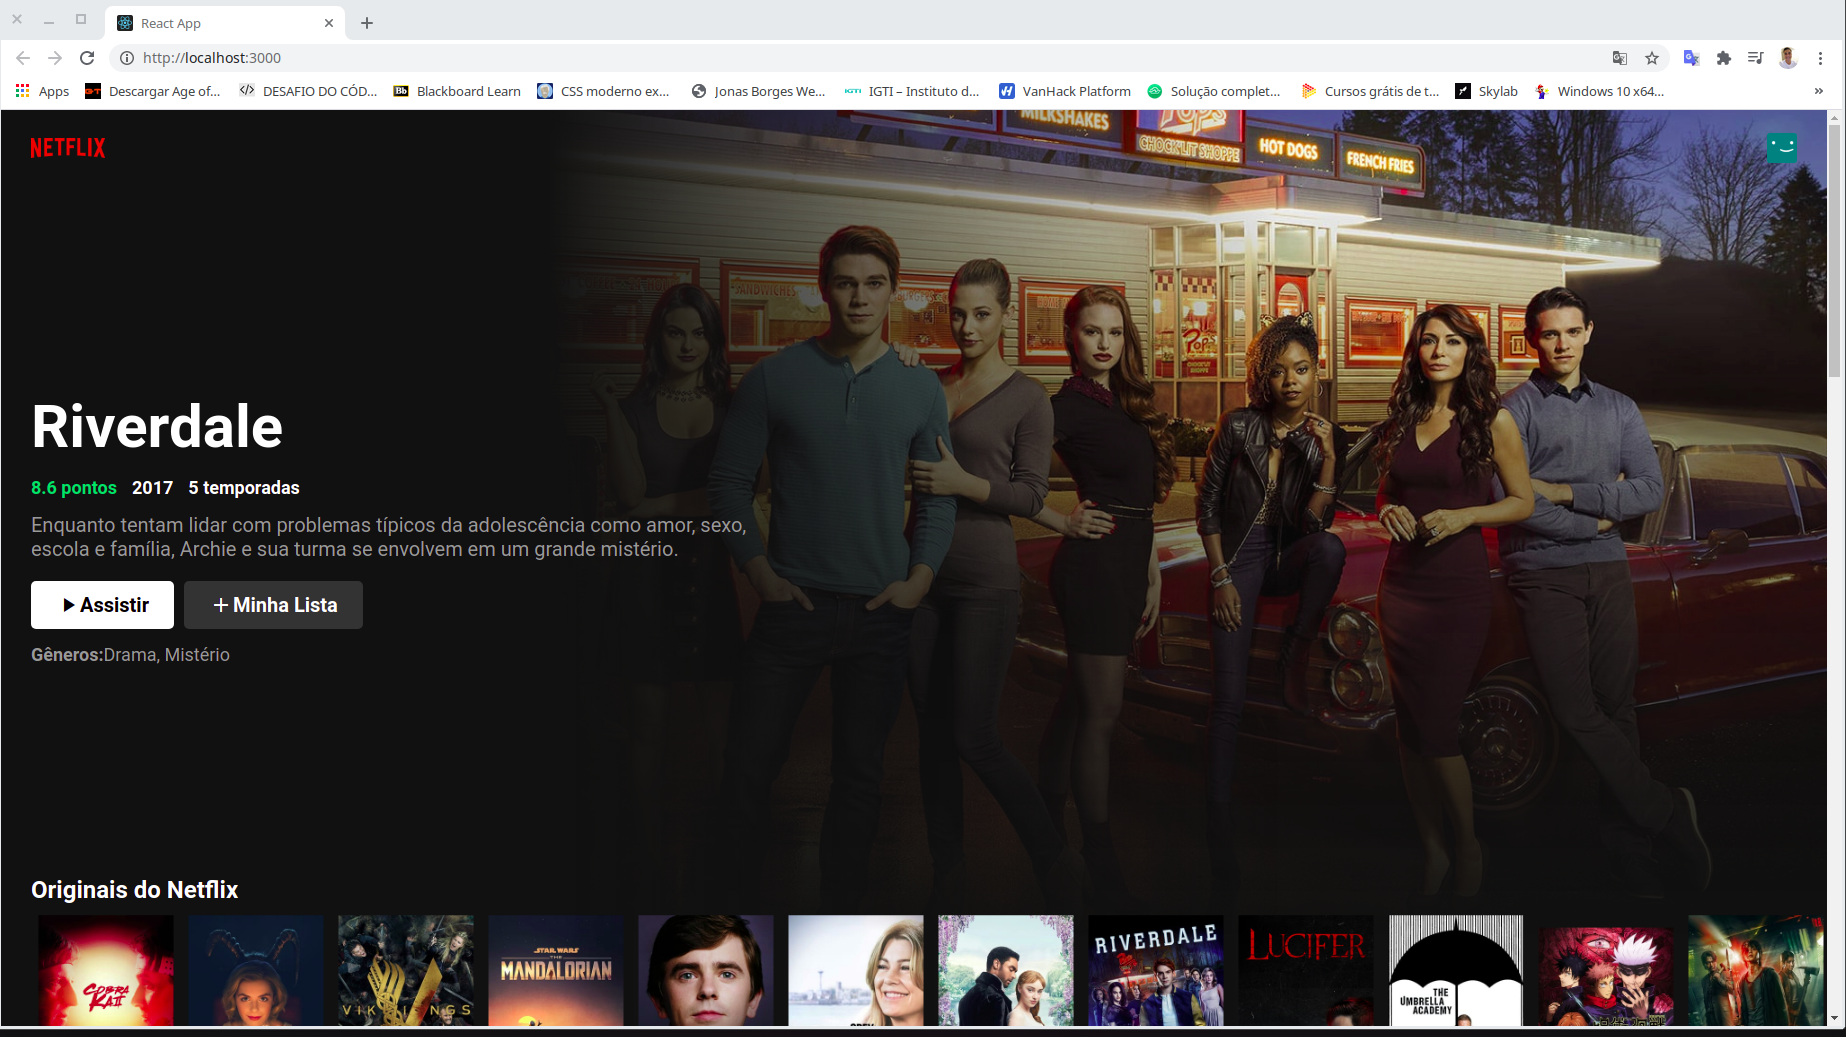 React App
http://localhost:3000
Apps
Descargar Age of...
DESAFIO DO CÓD...
Blackboard Learn
CSS moderno ex...
Jonas Borges We...
IGTI – Instituto d...
VanHack Platform
Solução complet...
Cursos grátis de t...
Skylab
Windows 10 x64...
NETFLIX
MILKSHAKES
Pop's
CHOCK'LIT SHOPPE
HOT DOGS
FRENCH FRIES
Riverdale
8.6 pontos 2017 5 temporadas
Enquanto tentam lidar com problemas típicos da adolescência como amor, sexo,
escola e família, Archie e sua turma se envolvem em um grande mistério.
Assistir
Minha Lista
Gêneros:Drama, Mistério
Originais do Netflix
COBRA KAI
VIKINGS
STAR WARS
THE
MANDALORIAN
RIVERDALE
LUCIFER
THE
UMBRELLA
ACADEMY